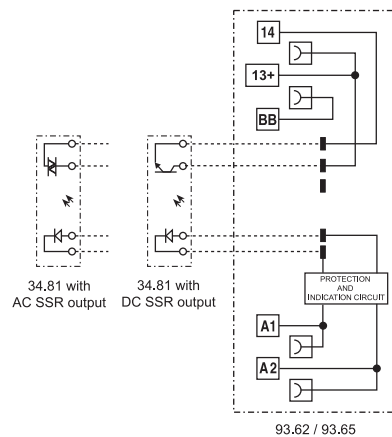 14
13+
BB
PROTECTION
AND
INDICATION CIRCUIT
34.81 with
AC SSR output
34.81 with
DC SSR output
A1
A2
93.62 / 93.65